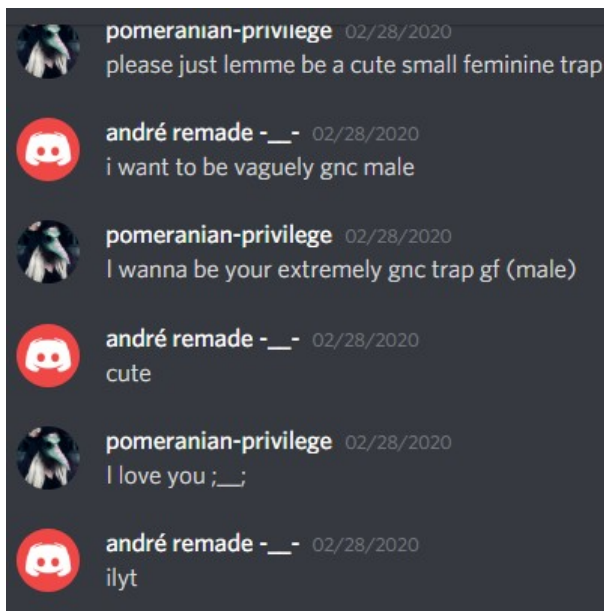 pomeranian-privilege 02/28/2020
please just lemme be a cute small feminine trap
andré remade -__- 02/28/2020
i want to be vaguely gnc male
pomeranian-privilege 02/28/2020
I wanna be your extremely gnc trap gf (male)
andré remade -__- 02/28/2020
cute
pomeranian-privilege 02/28/2020
I love you ;__;
andré remade -__- 02/28/2020
ilyt